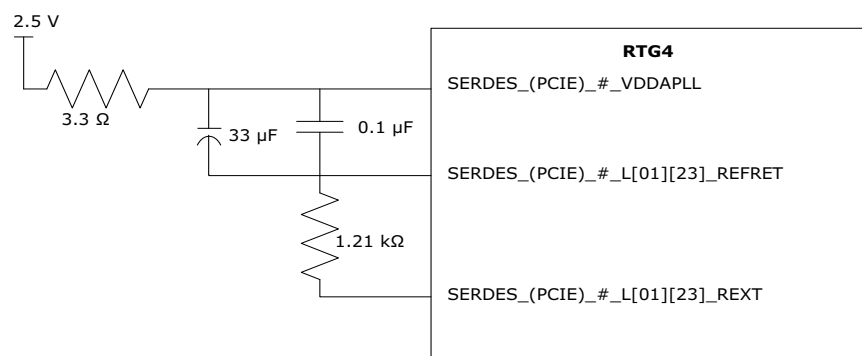 2.5 V
RTG4
SERDES_(PCIE)_#_VDDAPLL
3.3 Ω
33 µF
0.1 µF
SERDES_(PCIE)_#_L[01][23]_REFRET
1.21 kΩ
SERDES_(PCIE)_#_L[01][23]_REXT